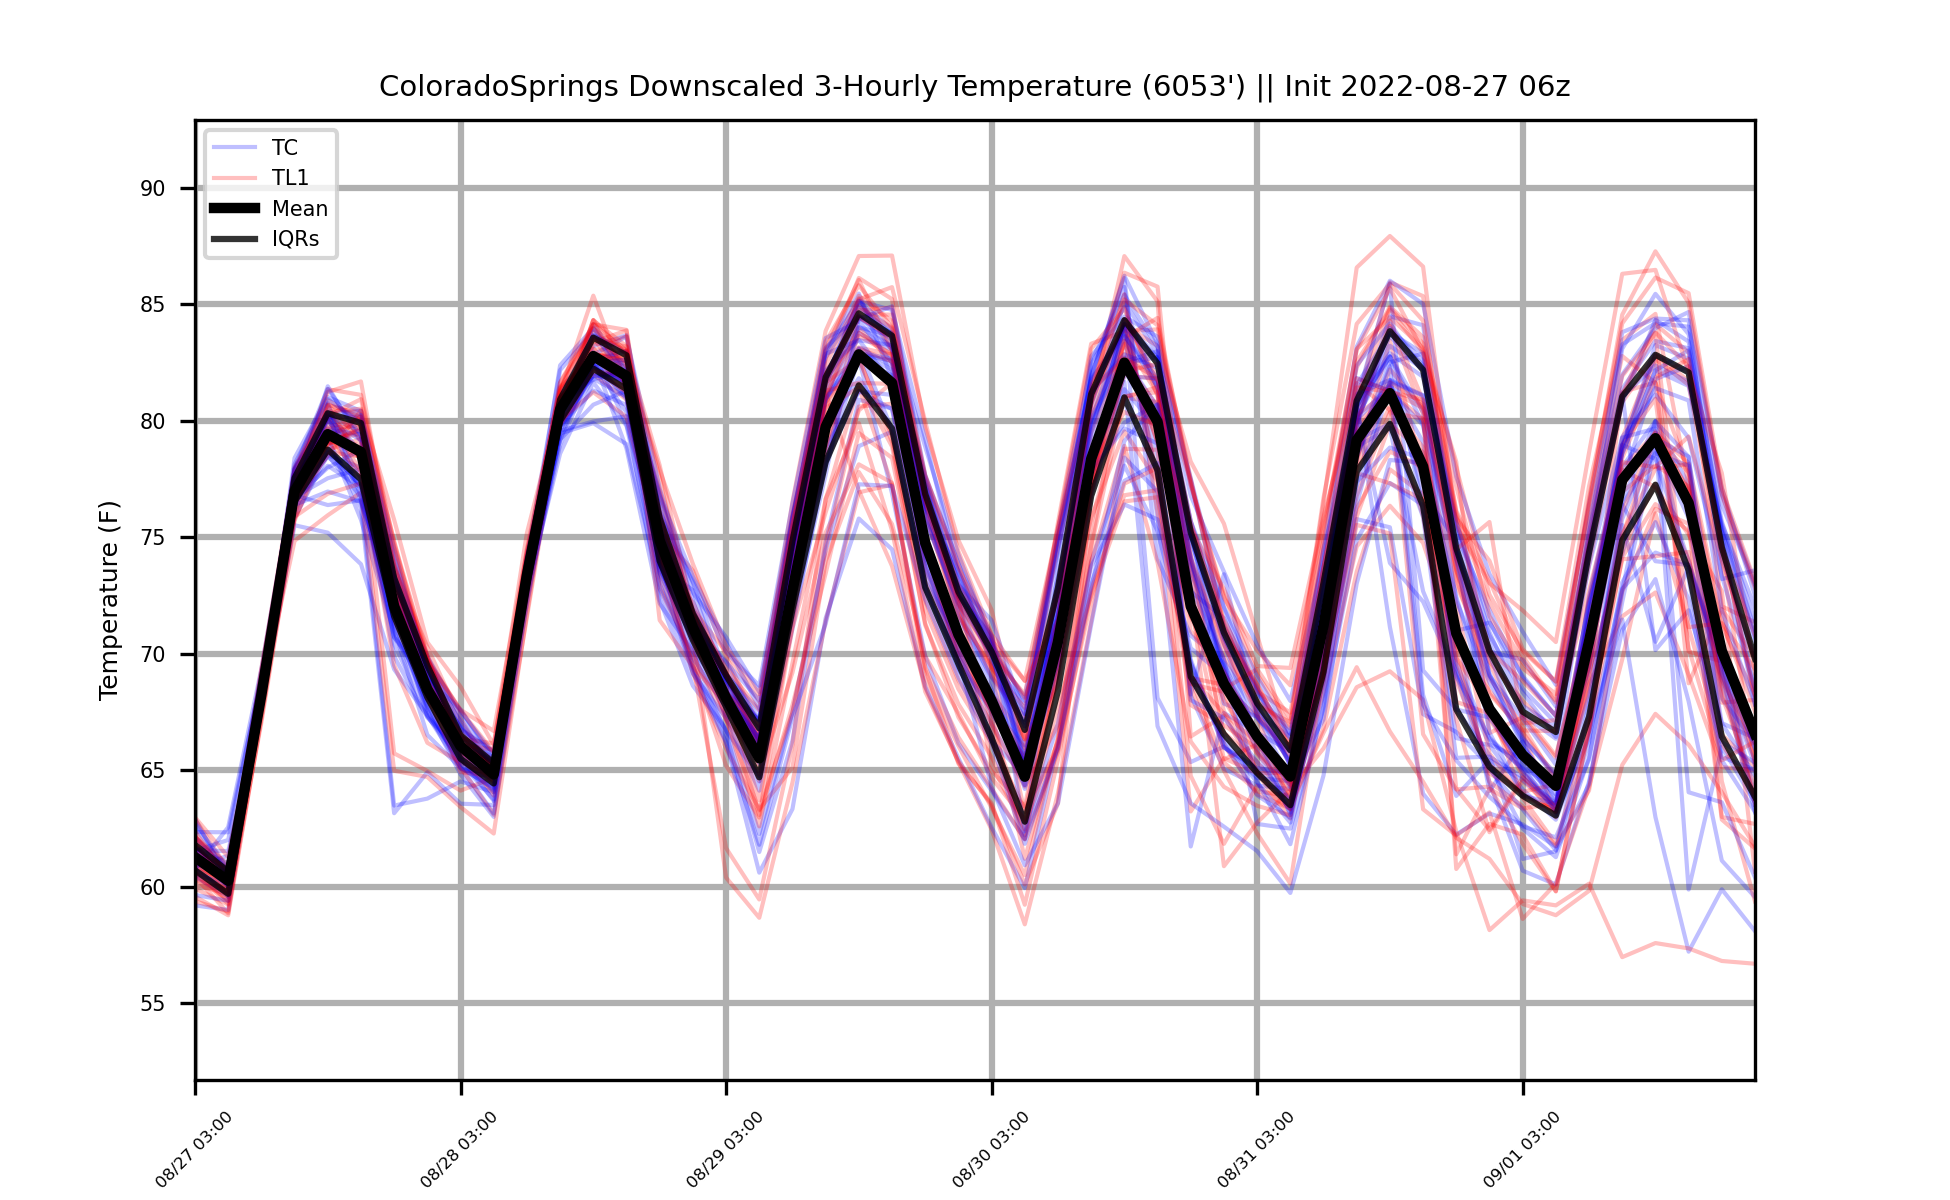 ColoradoSprings Downscaled 3-Hourly Temperature (6053') || Init 2022-08-27 06z
TC
TL1
Mean
IQRs
Temperature (F)
90
85
80
75
70
65
60
55
08/27 03:00
08/28 03:00
08/29 03:00
08/30 03:00
08/31 03:00
09/01 03:00